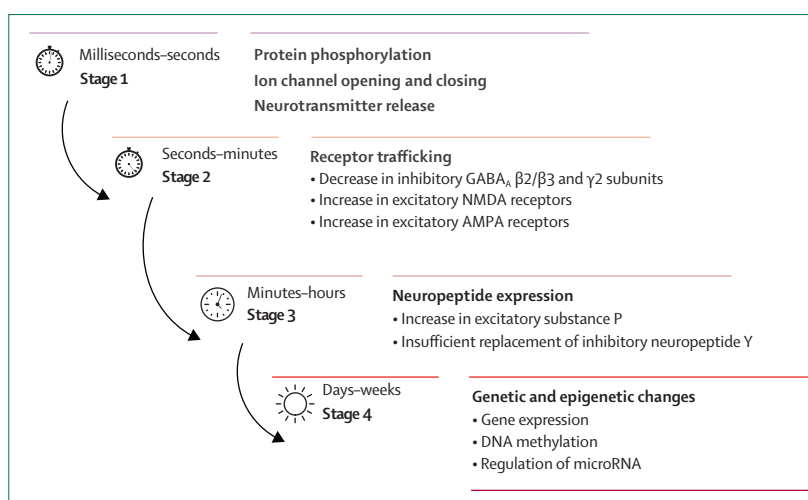 Milliseconds–seconds
Stage 1
Protein phosphorylation
Ion channel opening and closing
Neurotransmitter release
Seconds–minutes
Stage 2
Receptor trafficking
• Decrease in inhibitory GABAA β2/β3 and γ2 subunits
• Increase in excitatory NMDA receptors
• Increase in excitatory AMPA receptors
Minutes–hours
Stage 3
Neuropeptide expression
• Increase in excitatory substance P
• Insufficient replacement of inhibitory neuropeptide Y
Days–weeks
Stage 4
Genetic and epigenetic changes
• Gene expression
• DNA methylation
• Regulation of microRNA